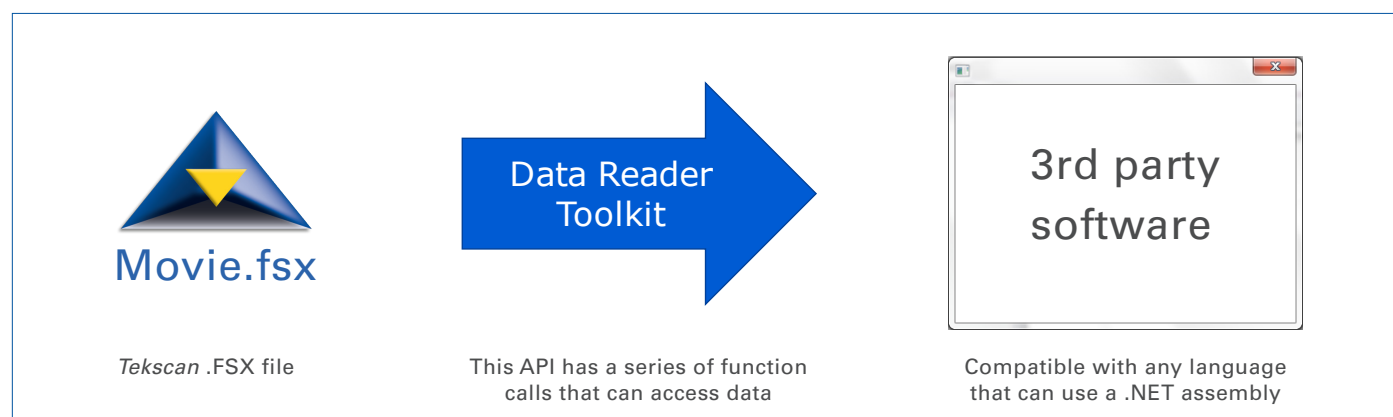 Movie.fsx
Tekscan .FSX file
Data Reader
Toolkit
This API has a series of function
calls that can access data
3rd party
software
Compatible with any language
that can use a .NET assembly